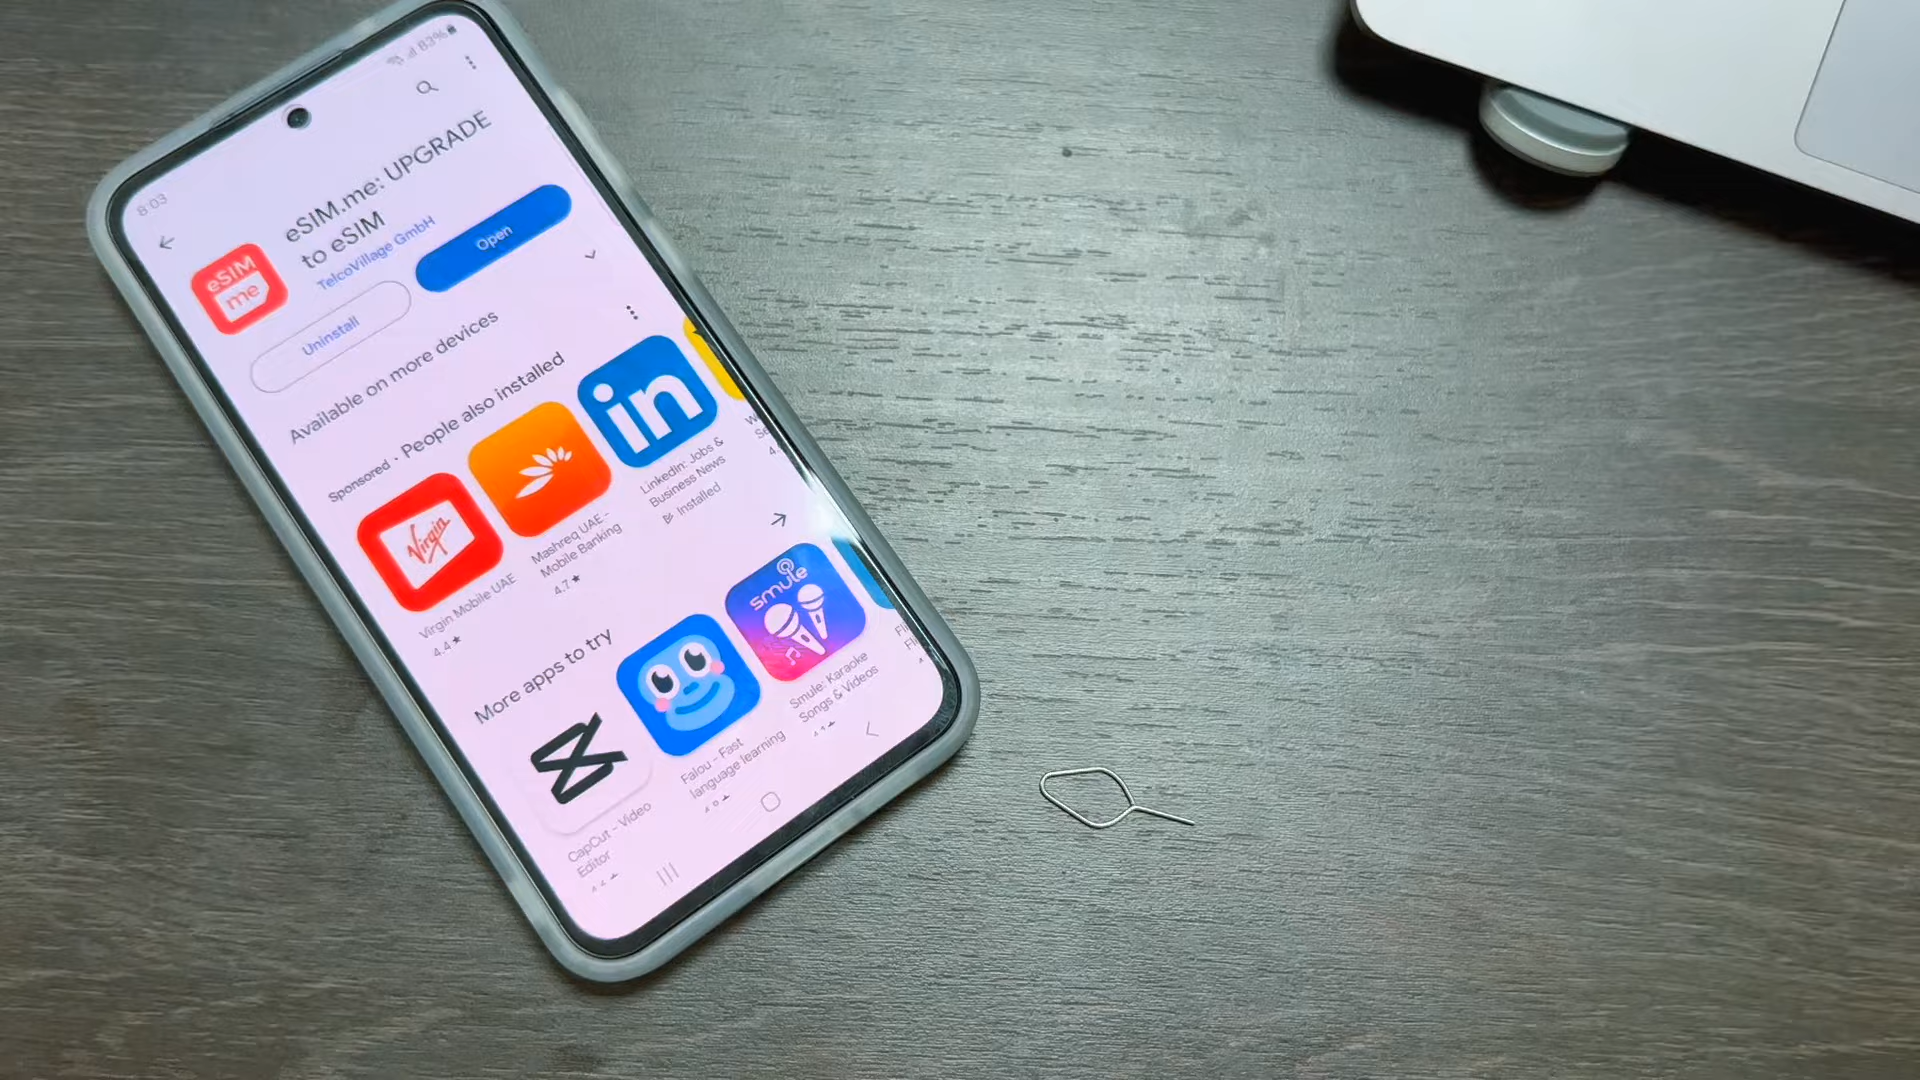 8:03
83%
eSIM.me: UPGRADE
to eSIM
TelcoVillage GmbH
eSIM
me
Uninstall
Open
Available on more devices
Sponsored · People also installed
Virgin
Virgin Mobile UAE
4.4★
Mashreq UAE -
Mobile Banking
4.7★
in
LinkedIn: Jobs &
Business News
Installed
More apps to try
CapCut - Video
Editor
Falou - Fast
language learning
smule
Smule: Karaoke
Songs & Videos